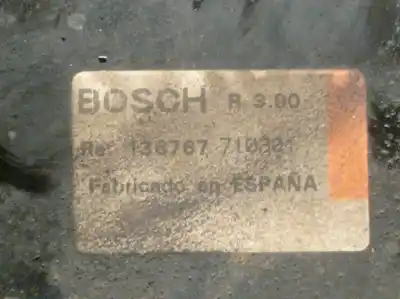 BOSCH R 3.00
Re 136767 710321
Fabricado en ESPAÑA